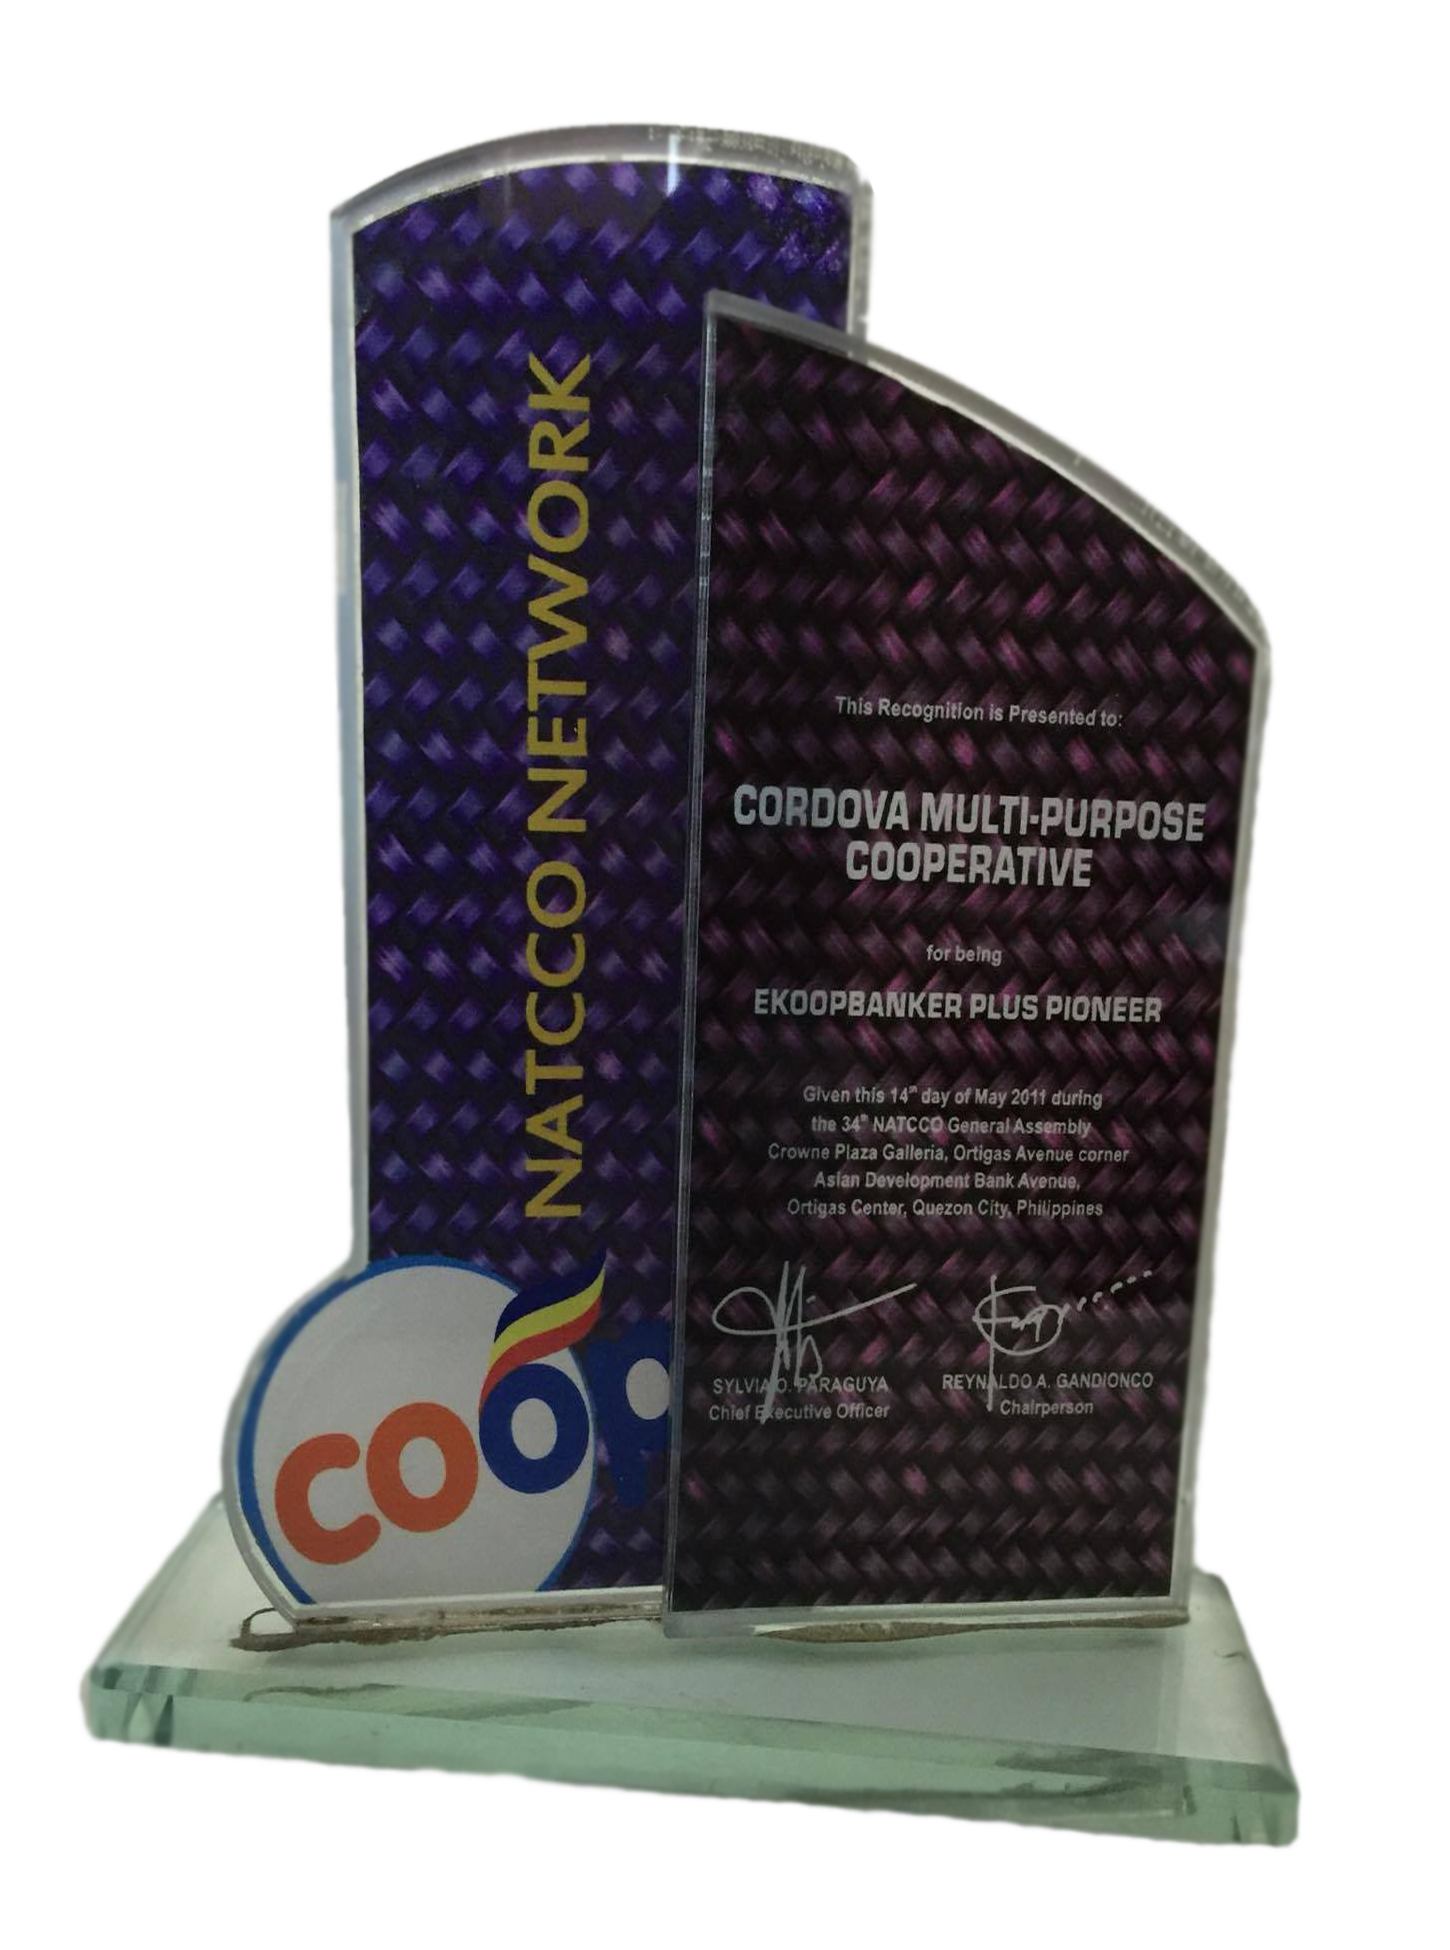 NATCCO NETWORK
coop
This Recognition is Presented to:
CORDOVA MULTI-PURPOSE
COOPERATIVE
for being
EKOOPBANKER PLUS PIONEER
Given this 14th day of May 2011 during
the 34th NATCCO General Assembly
Crowne Plaza Galleria, Ortigas Avenue corner
Asian Development Bank Avenue,
Ortigas Center, Quezon City, Philippines
SYLVIA O. PARAGUYA
Chief Executive Officer
REYNALDO A. GANDIONCO
Chairperson